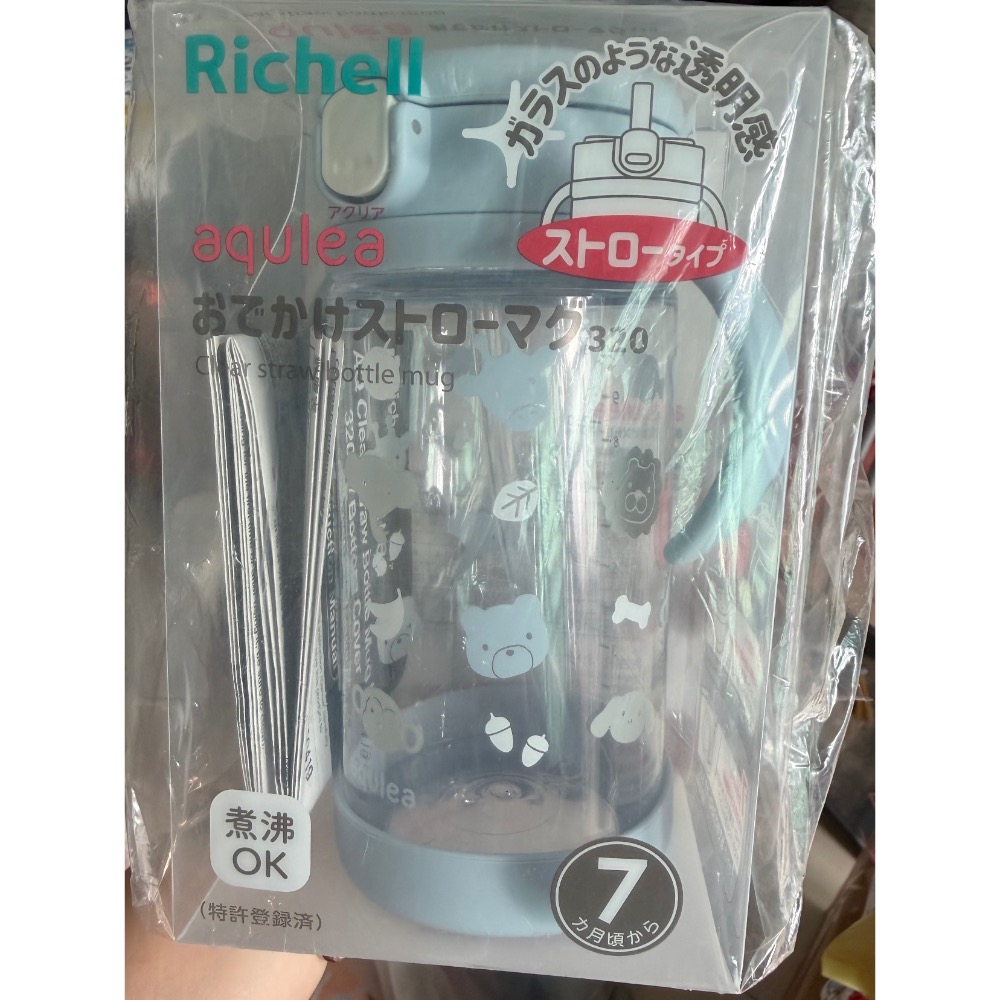 Richell
ガラスのような透明感
ストロータイプ
アクリア
aqulea
おでかけストローマグ320
Clear straw bottle mug
aqulea
煮沸
OK
(特許登録済)
7
カ月頃から